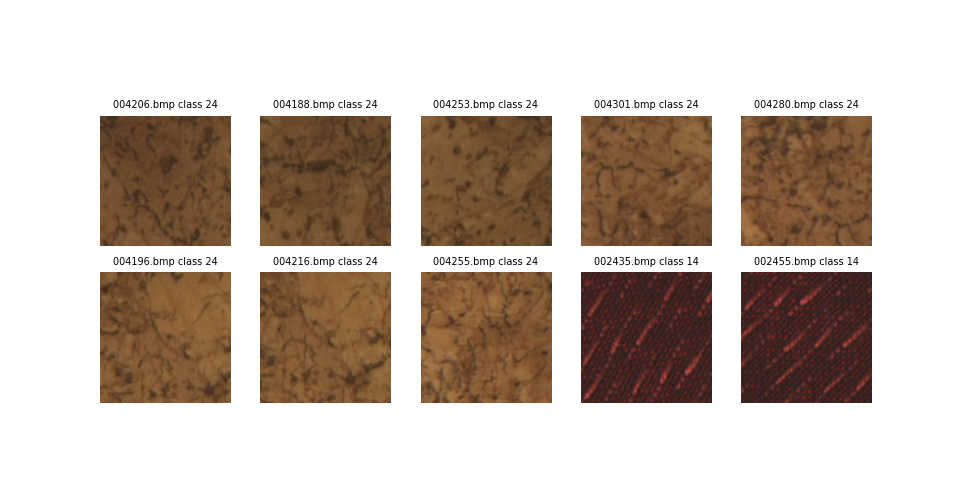 004206.bmp class 24
004188.bmp class 24
004253.bmp class 24
004301.bmp class 24
004280.bmp class 24
004196.bmp class 24
004216.bmp class 24
004255.bmp class 24
002435.bmp class 14
002455.bmp class 14